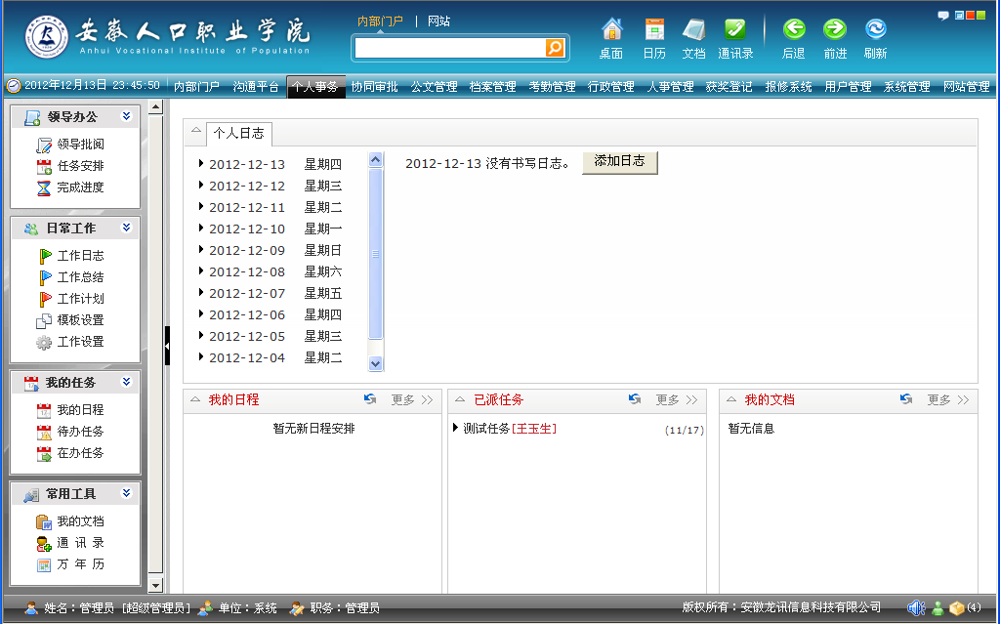 安徽人口职业学院
Anhui Vocational Institute of Population
内部门户 | 网站
桌面 日历 文档 通讯录 后退 前进 刷新
2012年12月13日 23:45:50 内部门户 沟通平台 个人事务 协同审批 公文管理 档案管理 考勤管理 行政管理 人事管理 获奖登记 报修系统 用户管理 系统管理 网站管理
领导办公
领导批阅
任务安排
完成进度
日常工作
工作日志
工作总结
工作计划
模板设置
工作设置
我的任务
我的日程
待办任务
在办任务
常用工具
我的文档
通 讯 录
万 年 历
个人日志
2012-12-13 星期四
2012-12-12 星期三
2012-12-11 星期二
2012-12-10 星期一
2012-12-09 星期日
2012-12-08 星期六
2012-12-07 星期五
2012-12-06 星期四
2012-12-05 星期三
2012-12-04 星期二
2012-12-13 没有书写日志。 添加日志
我的日程 更多
暂无新日程安排
已派任务 更多
测试任务[王玉生] (11/17)
我的文档 更多
暂无信息
姓名：管理员 [超级管理员] 单位：系统 职务：管理员 版权所有：安徽龙讯信息科技有限公司 (4)